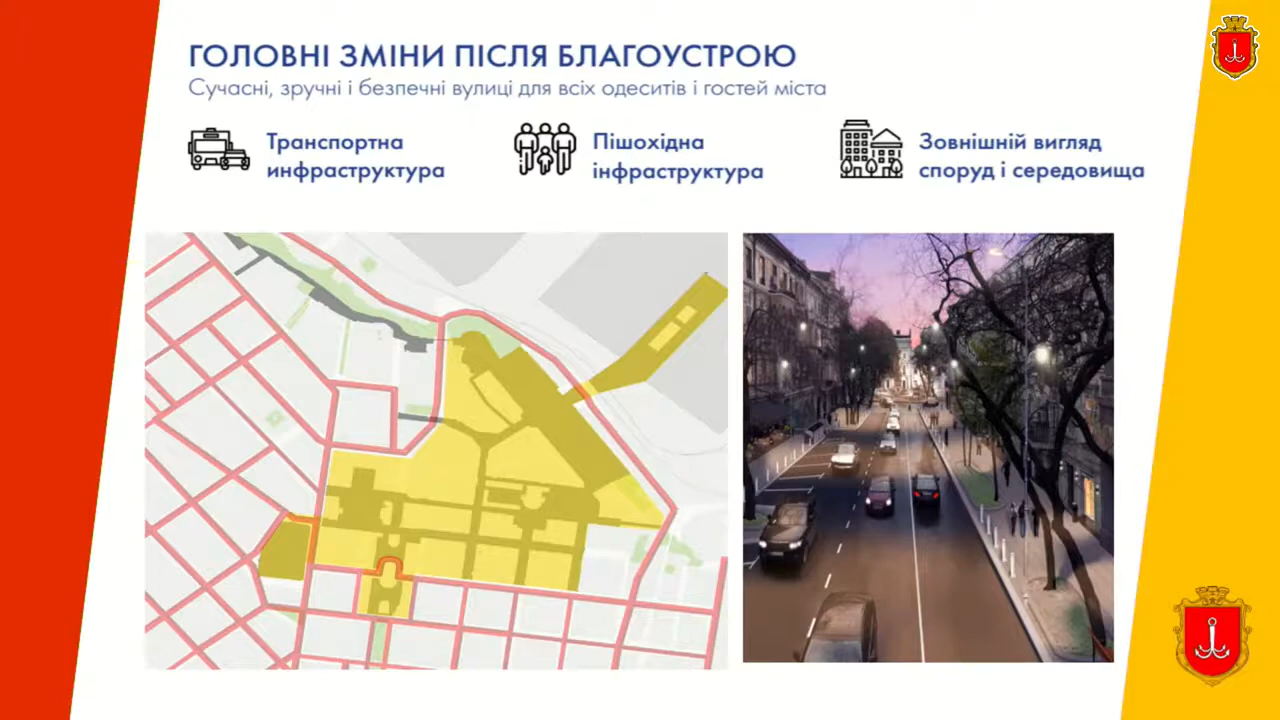 ГОЛОВНІ ЗМІНИ ПІСЛЯ БЛАГОУСТРОЮ
Сучасні, зручні і безпечні вулиці для всіх одеситів і гостей міста
Транспортна
инфраструктура
Пішохідна
інфраструктура
Зовнішній вигляд
споруд і середовища